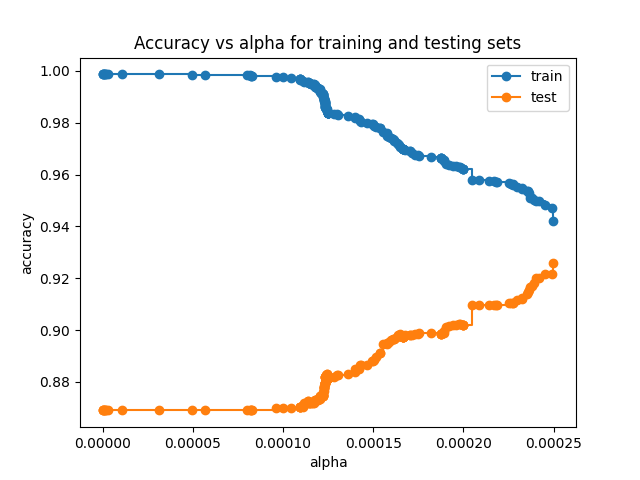 Accuracy vs alpha for training and testing sets
train
test
1.00
0.98
0.96
0.94
0.92
0.90
0.88
accuracy
0.00000 0.00005 0.00010 0.00015 0.00020 0.00025
alpha